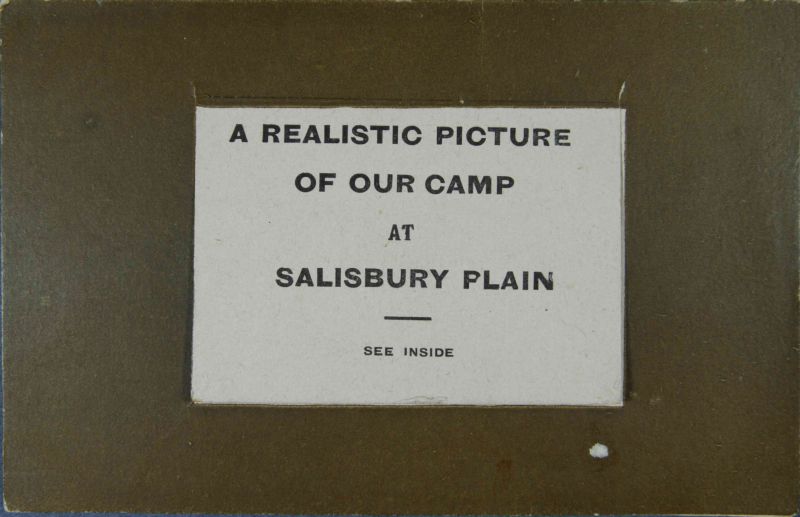 A REALISTIC PICTURE
OF OUR CAMP
AT
SALISBURY PLAIN
SEE INSIDE